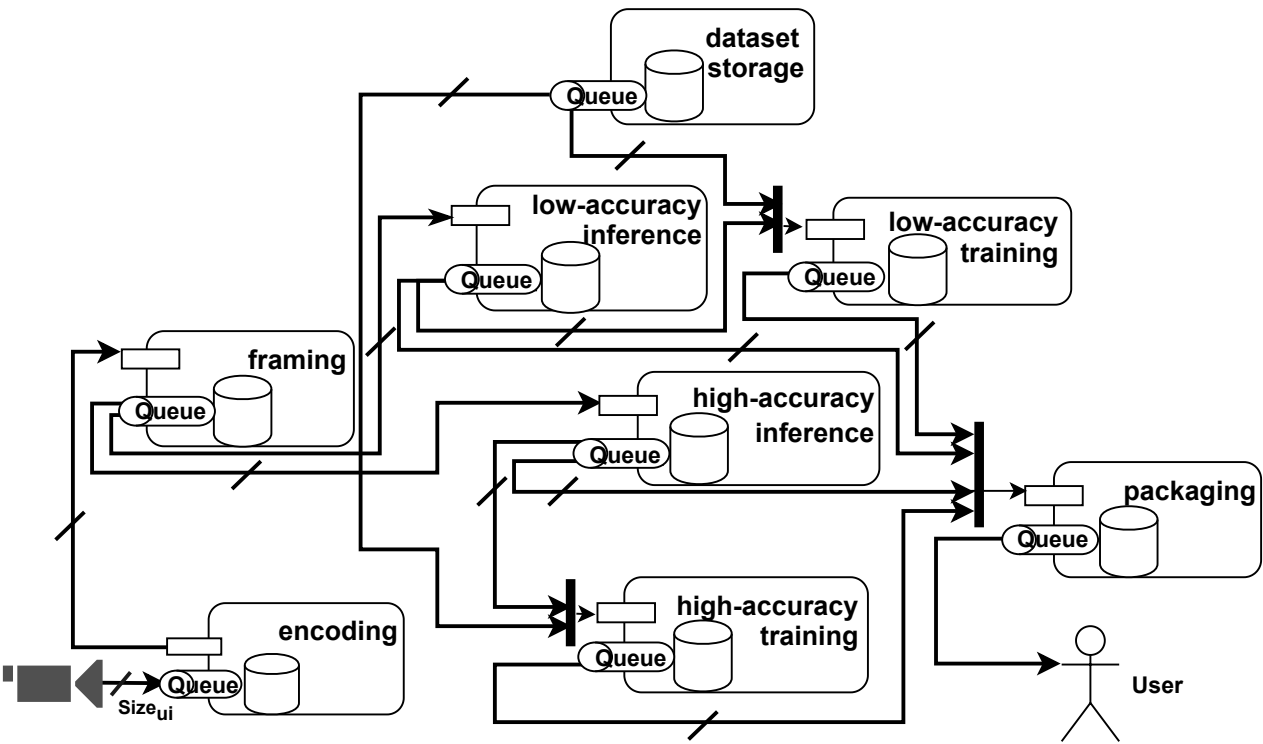 dataset
storage
Queue
low-accuracy
inference
Queue
low-accuracy
training
Queue
framing
Queue
high-accuracy
inference
Queue
packaging
Queue
high-accuracy
training
Queue
encoding
Queue
Size_ui
User